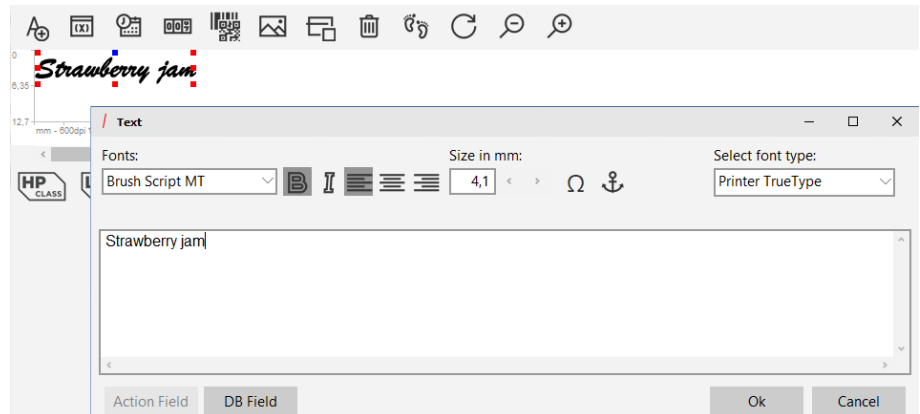 0
Strawberry jam
6,35
12,7
mm - 600dpi
Text
Fonts:
Size in mm:
Select font type:
HP
CLASS
Brush Script MT
B I
4,1
Ω
Printer TrueType
Strawberry jam
Action Field
DB Field
Ok
Cancel